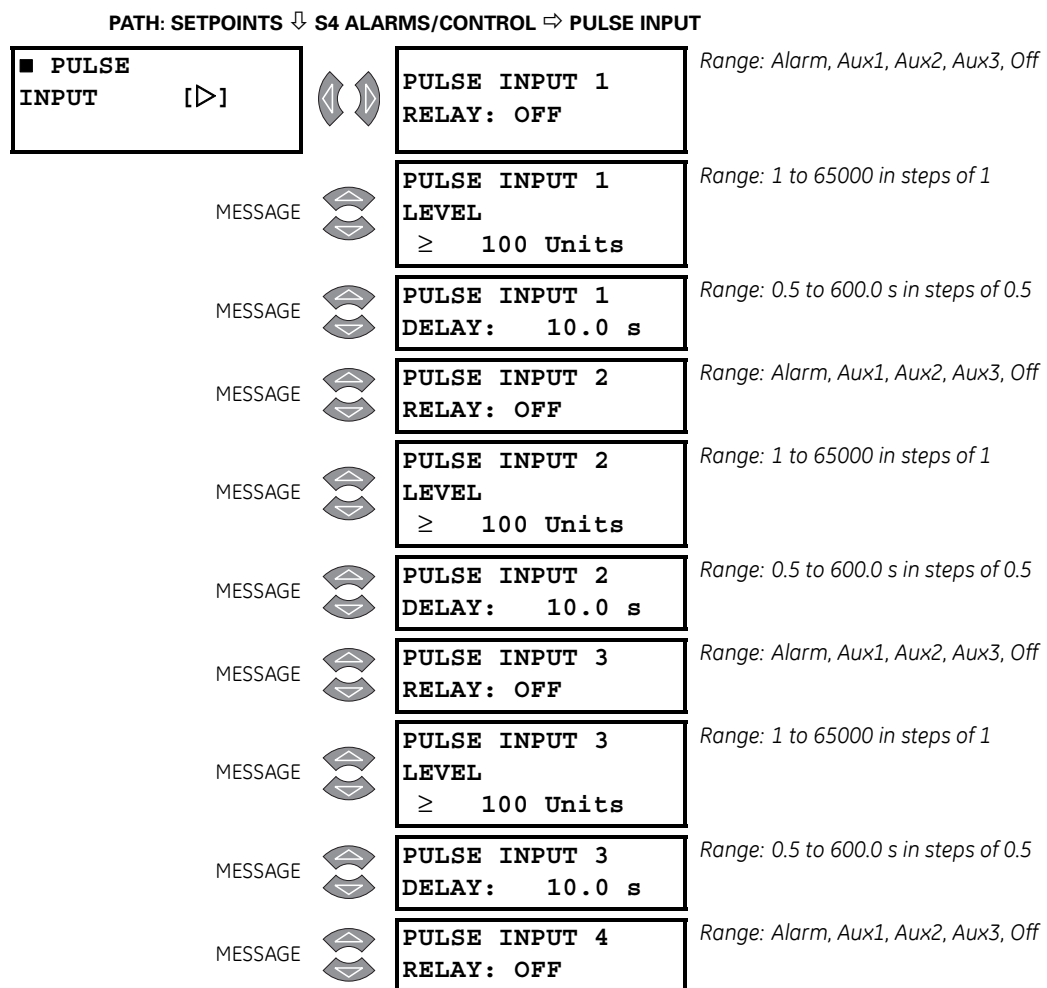 PATH: SETPOINTS ⇩ S4 ALARMS/CONTROL ⇨ PULSE INPUT
■ PULSE
INPUT [▷]
PULSE INPUT 1
RELAY: OFF
Range: Alarm, Aux1, Aux2, Aux3, Off
MESSAGE
PULSE INPUT 1
LEVEL
≥ 100 Units
Range: 1 to 65000 in steps of 1
MESSAGE
PULSE INPUT 1
DELAY: 10.0 s
Range: 0.5 to 600.0 s in steps of 0.5
MESSAGE
PULSE INPUT 2
RELAY: OFF
Range: Alarm, Aux1, Aux2, Aux3, Off
MESSAGE
PULSE INPUT 2
LEVEL
≥ 100 Units
Range: 1 to 65000 in steps of 1
MESSAGE
PULSE INPUT 2
DELAY: 10.0 s
Range: 0.5 to 600.0 s in steps of 0.5
MESSAGE
PULSE INPUT 3
RELAY: OFF
Range: Alarm, Aux1, Aux2, Aux3, Off
MESSAGE
PULSE INPUT 3
LEVEL
≥ 100 Units
Range: 1 to 65000 in steps of 1
MESSAGE
PULSE INPUT 3
DELAY: 10.0 s
Range: 0.5 to 600.0 s in steps of 0.5
MESSAGE
PULSE INPUT 4
RELAY: OFF
Range: Alarm, Aux1, Aux2, Aux3, Off